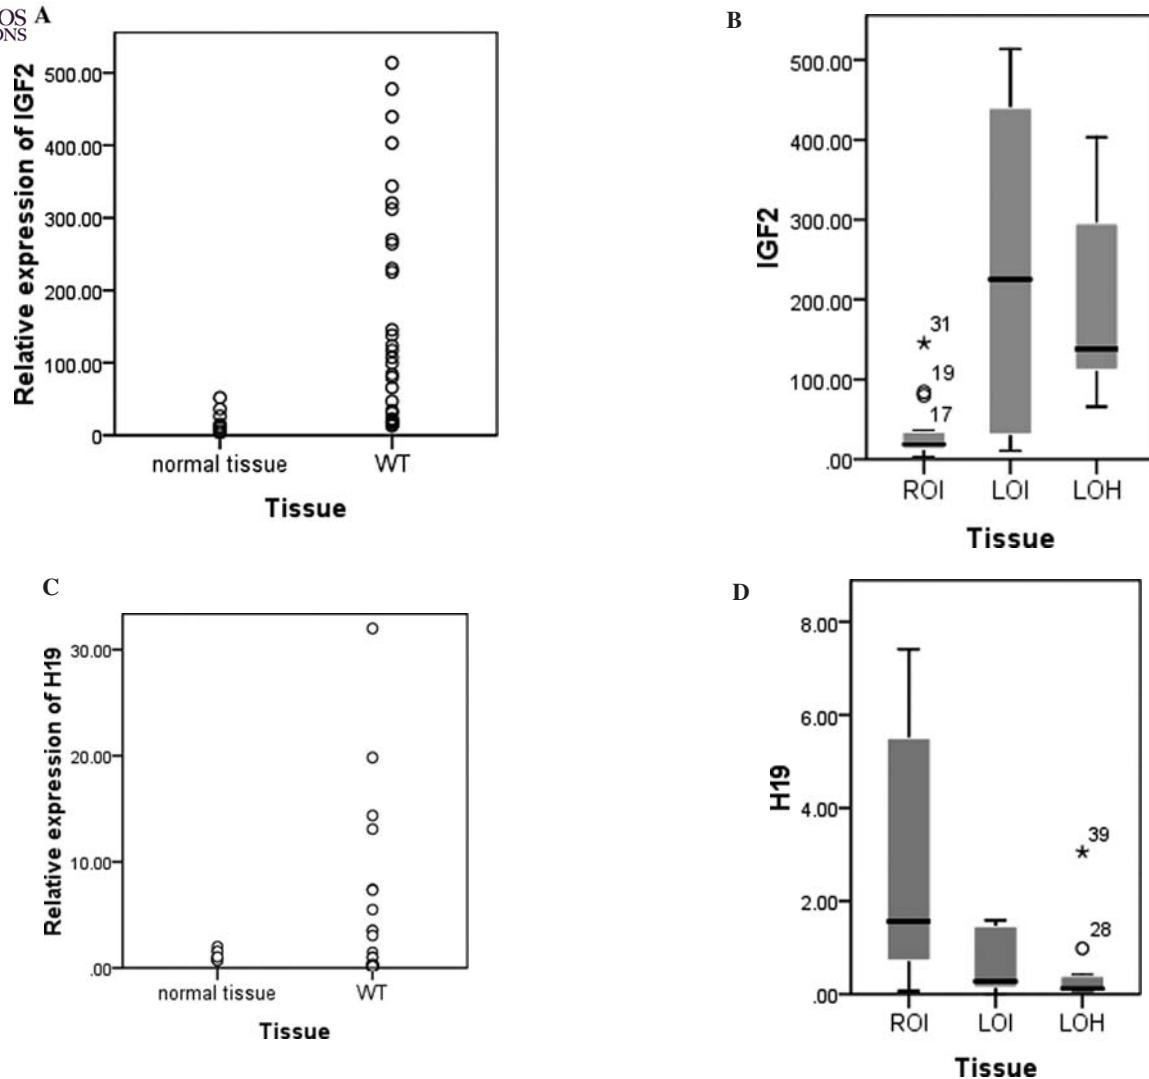 OS
NS
A
Relative expression of IGF2
500.00
400.00
300.00
200.00
100.00
0
normal tissue
WT
Tissue
B
IGF2
500.00
400.00
300.00
200.00
100.00
.00
31
19
17
ROI
LOI
LOH
Tissue
C
Relative expression of H19
30.00
20.00
10.00
.00
normal tissue
WT
Tissue
D
H19
8.00
6.00
4.00
2.00
.00
39
28
ROI
LOI
LOH
Tissue